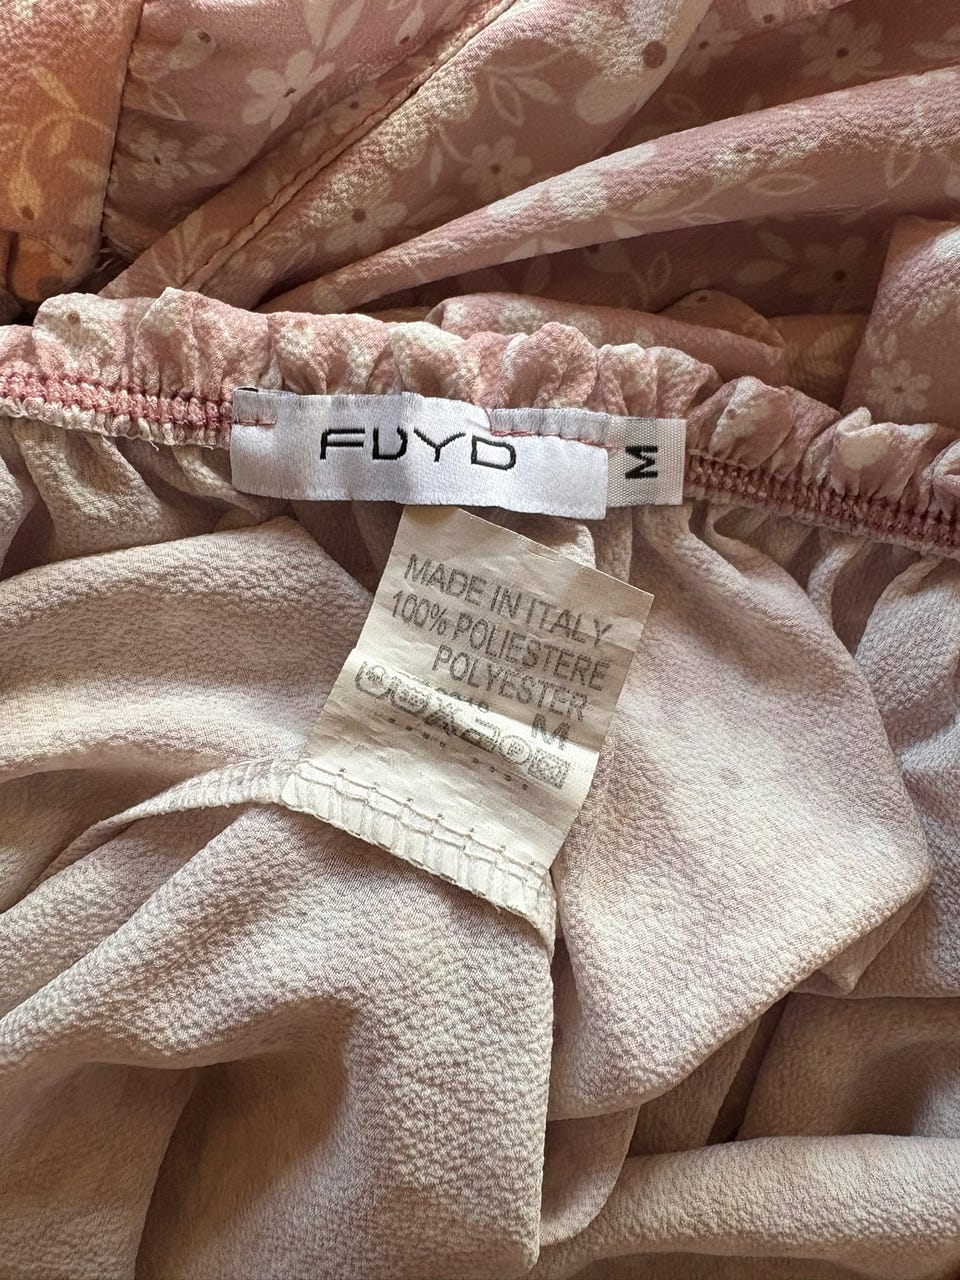 FUYD
M
MADE IN ITALY
100% POLIESTERE
POLYESTER
M